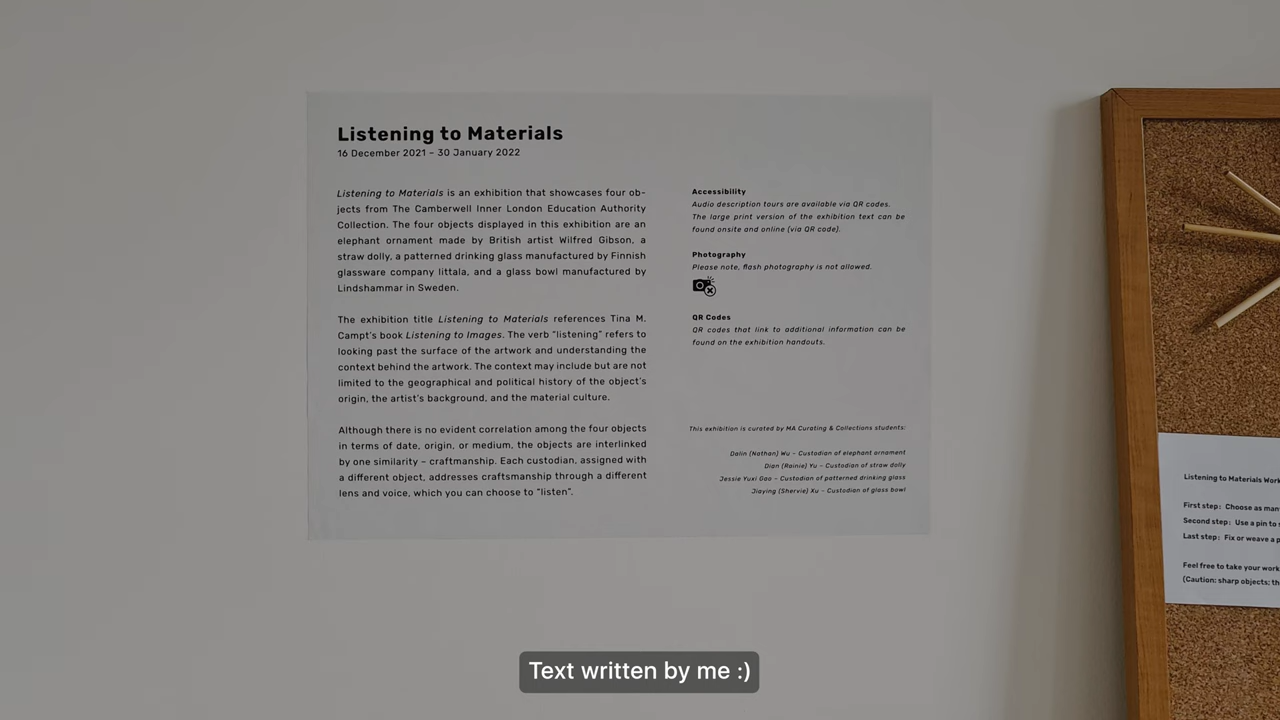 Listening to Materials
16 December 2021 – 30 January 2022
Listening to Materials is an exhibition that showcases four ob-
jects from The Camberwell Inner London Education Authority
Collection. The four objects displayed in this exhibition are an
elephant ornament made by British artist Wilfred Gibson, a
straw dolly, a patterned drinking glass manufactured by Finnish
glassware company Iittala, and a glass bowl manufactured by
Lindshammar in Sweden.
The exhibition title Listening to Materials references Tina M.
Campt's book Listening to Images. The verb "listening" refers to
looking past the surface of the artwork and understanding the
context behind the artwork. The context may include but are not
limited to the geographical and political history of the object's
origin, the artist's background, and the material culture.
Although there is no evident correlation among the four objects
in terms of date, origin, or medium, the objects are interlinked
by one similarity – craftmanship. Each custodian, assigned with
a different object, addresses craftsmanship through a different
lens and voice, which you can choose to "listen".
Accessibility
Audio description tours are available via QR codes.
The large print version of the exhibition text can be
found onsite and online (via QR code).
Photography
Please note, flash photography is not allowed.
QR Codes
QR codes that link to additional information can be
found on the exhibition handouts.
This exhibition is curated by MA Curating & Collections students:
Dalin (Nathan) Wu – Custodian of elephant ornament
Dian (Rainie) Yu – Custodian of straw dolly
Jessie Yuxi Gao – Custodian of patterned drinking glass
Jiaying (Shervie) Xu – Custodian of glass bowl
Listening to Materials Work
First step: Choose as man
Second step: Use a pin to s
Last step: Fix or weave a p
Feel free to take your work
(Caution: sharp objects; th
Text written by me :)